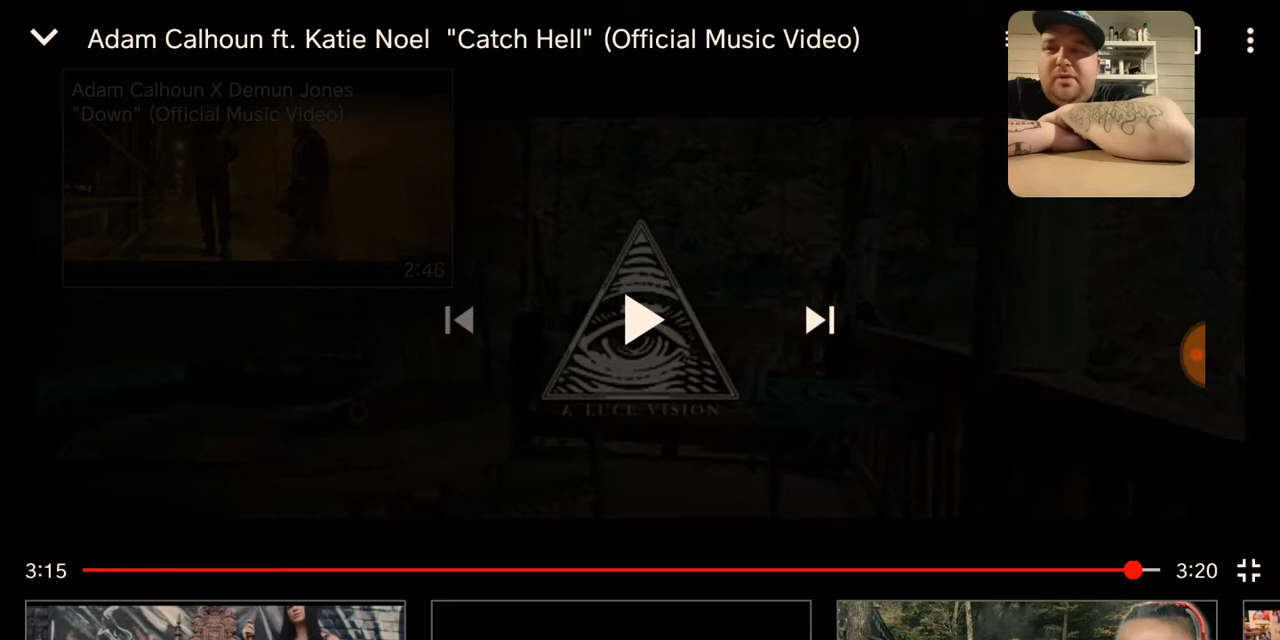 Adam Calhoun ft. Katie Noel "Catch Hell" (Official Music Video)
Adam Calhoun X Demun Jones
"Down" (Official Music Video)
2:46
A LUCE VISION
3:15
3:20